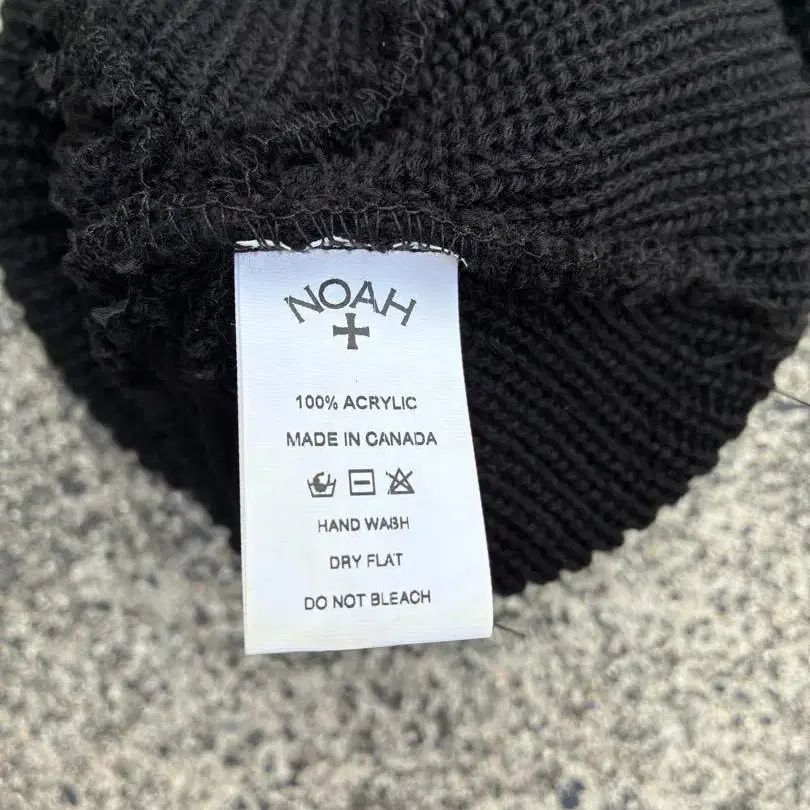 NOAH
100% ACRYLIC
MADE IN CANADA
HAND WASH
DRY FLAT
DO NOT BLEACH